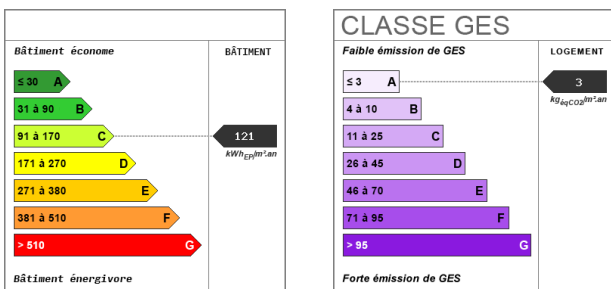 Bâtiment économe BÂTIMENT
≤ 30 A
31 à 90 B
91 à 170 C 121
kWhEP/m².an
171 à 270 D
271 à 380 E
381 à 510 F
> 510 G
Bâtiment énergivore
CLASSE GES
Faible émission de GES LOGEMENT
≤ 3 A 3
kgéqCO2/m².an
4 à 10 B
11 à 25 C
26 à 45 D
46 à 70 E
71 à 95 F
> 95 G
Forte émission de GES